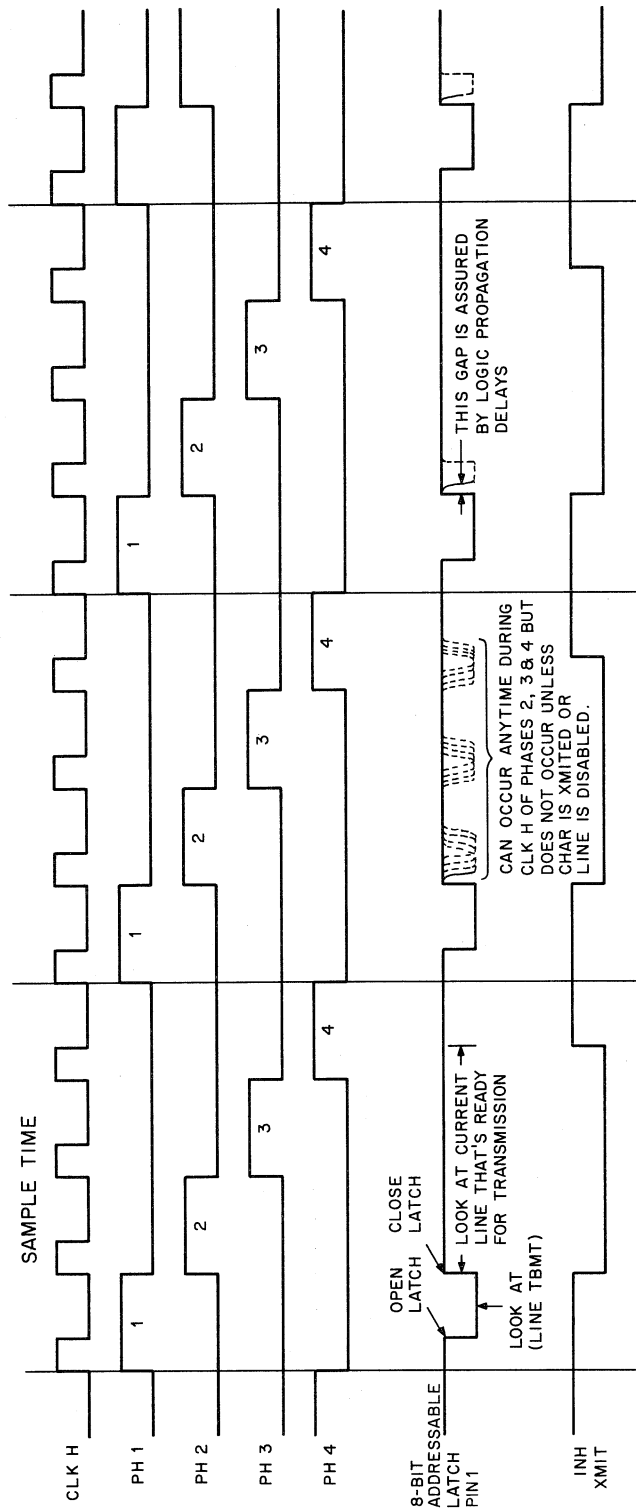 SAMPLE TIME
CLK H
PH 1
1
1
1
PH 2
2
2
2
PH 3
3
3
3
PH 4
4
4
4
8-BIT
ADDRESSABLE
LATCH
PIN 1
OPEN
LATCH
CLOSE
LATCH
LOOK AT CURRENT
LINE THAT'S READY
FOR TRANSMISSION
LOOK AT
(LINE TBMT)
CAN OCCUR ANYTIME DURING
CLK H OF PHASES 2, 3 & 4 BUT
DOES NOT OCCUR UNLESS
CHAR IS XMITED OR
LINE IS DISABLED.
THIS GAP IS ASSURED
BY LOGIC PROPAGATION
DELAYS
INH
XMIT